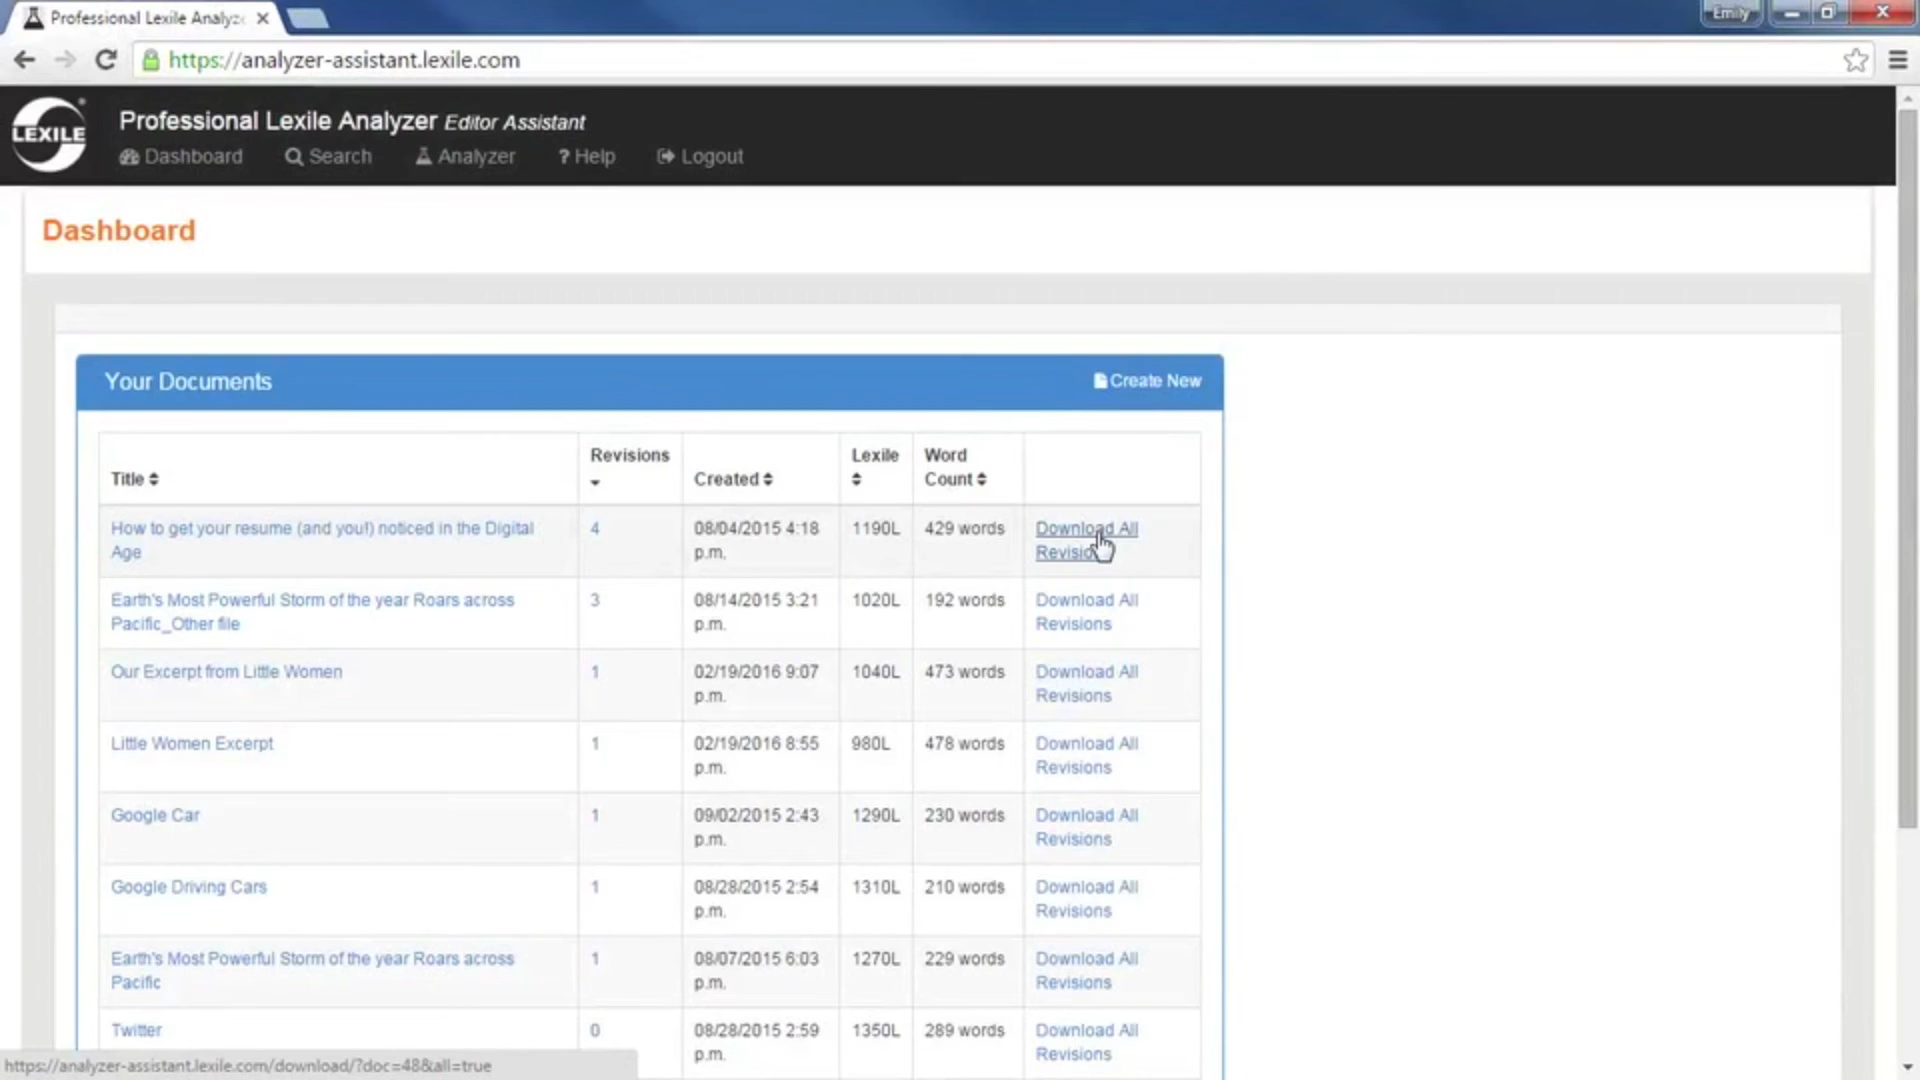 Professional Lexile Analyz
Emily
https://analyzer-assistant.lexile.com
LEXILE
Professional Lexile Analyzer Editor Assistant
Dashboard Search Analyzer ? Help Logout
Dashboard
Your Documents Create New
Title Revisions Created Lexile Word Count
How to get your resume (and you!) noticed in the Digital Age 4 08/04/2015 4:18 p.m. 1190L 429 words Download All Revisions
Earth's Most Powerful Storm of the year Roars across Pacific_Other file 3 08/14/2015 3:21 p.m. 1020L 192 words Download All Revisions
Our Excerpt from Little Women 1 02/19/2016 9:07 p.m. 1040L 473 words Download All Revisions
Little Women Excerpt 1 02/19/2016 8:55 p.m. 980L 478 words Download All Revisions
Google Car 1 09/02/2015 2:43 p.m. 1290L 230 words Download All Revisions
Google Driving Cars 1 08/28/2015 2:54 p.m. 1310L 210 words Download All Revisions
Earth's Most Powerful Storm of the year Roars across Pacific 1 08/07/2015 6:03 p.m. 1270L 229 words Download All Revisions
Twitter 0 08/28/2015 2:59 p.m. 1350L 289 words Download All Revisions
https://analyzer-assistant.lexile.com/download/?doc=48&all=true